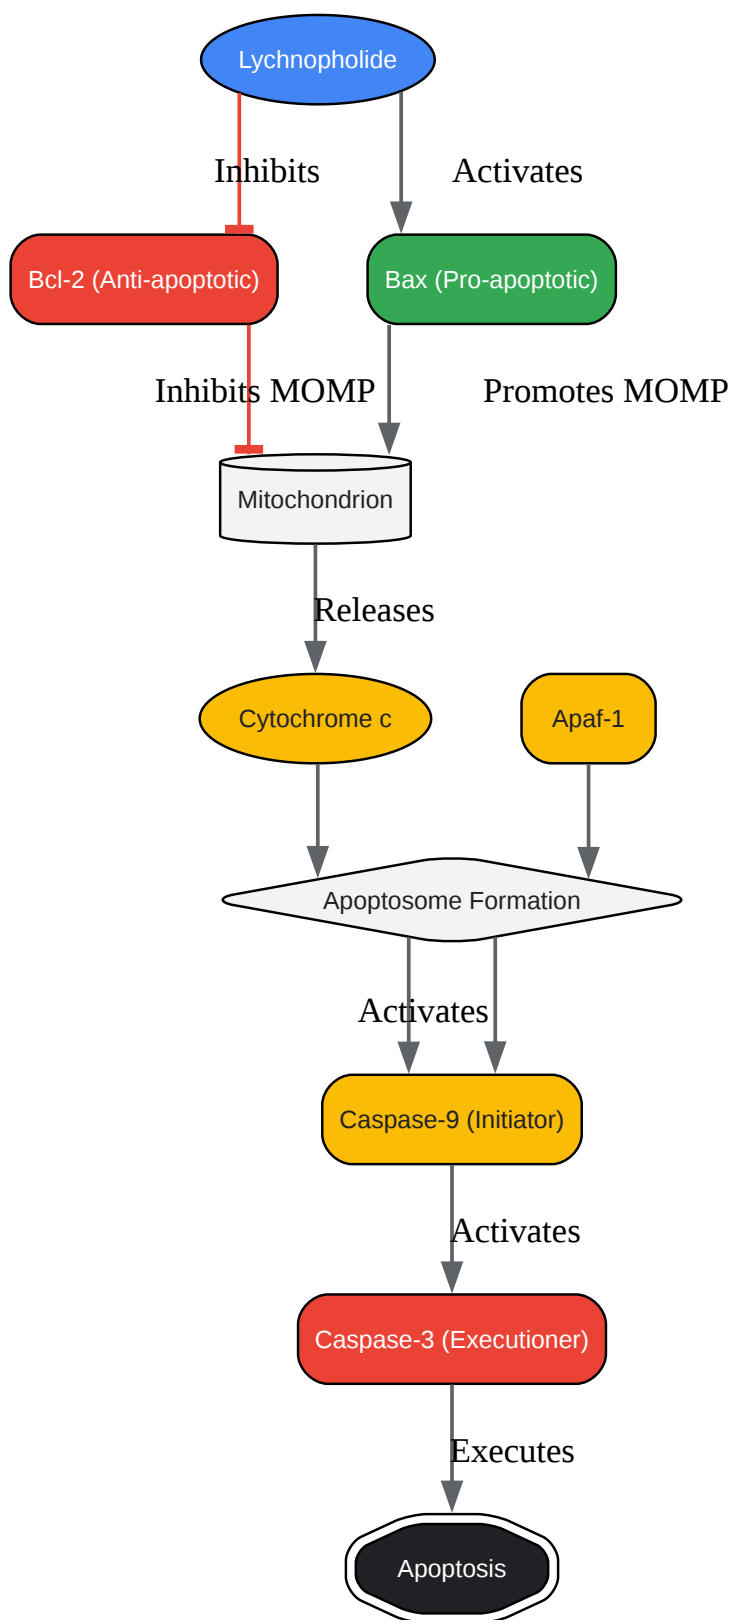 Lychnopholide
Inhibits
Activates
Bcl-2 (Anti-apoptotic)
Bax (Pro-apoptotic)
Inhibits MOMP
Promotes MOMP
Mitochondrion
Releases
Cytochrome c
Apaf-1
Apoptosome Formation
Activates
Caspase-9 (Initiator)
Activates
Caspase-3 (Executioner)
Executes
Apoptosis